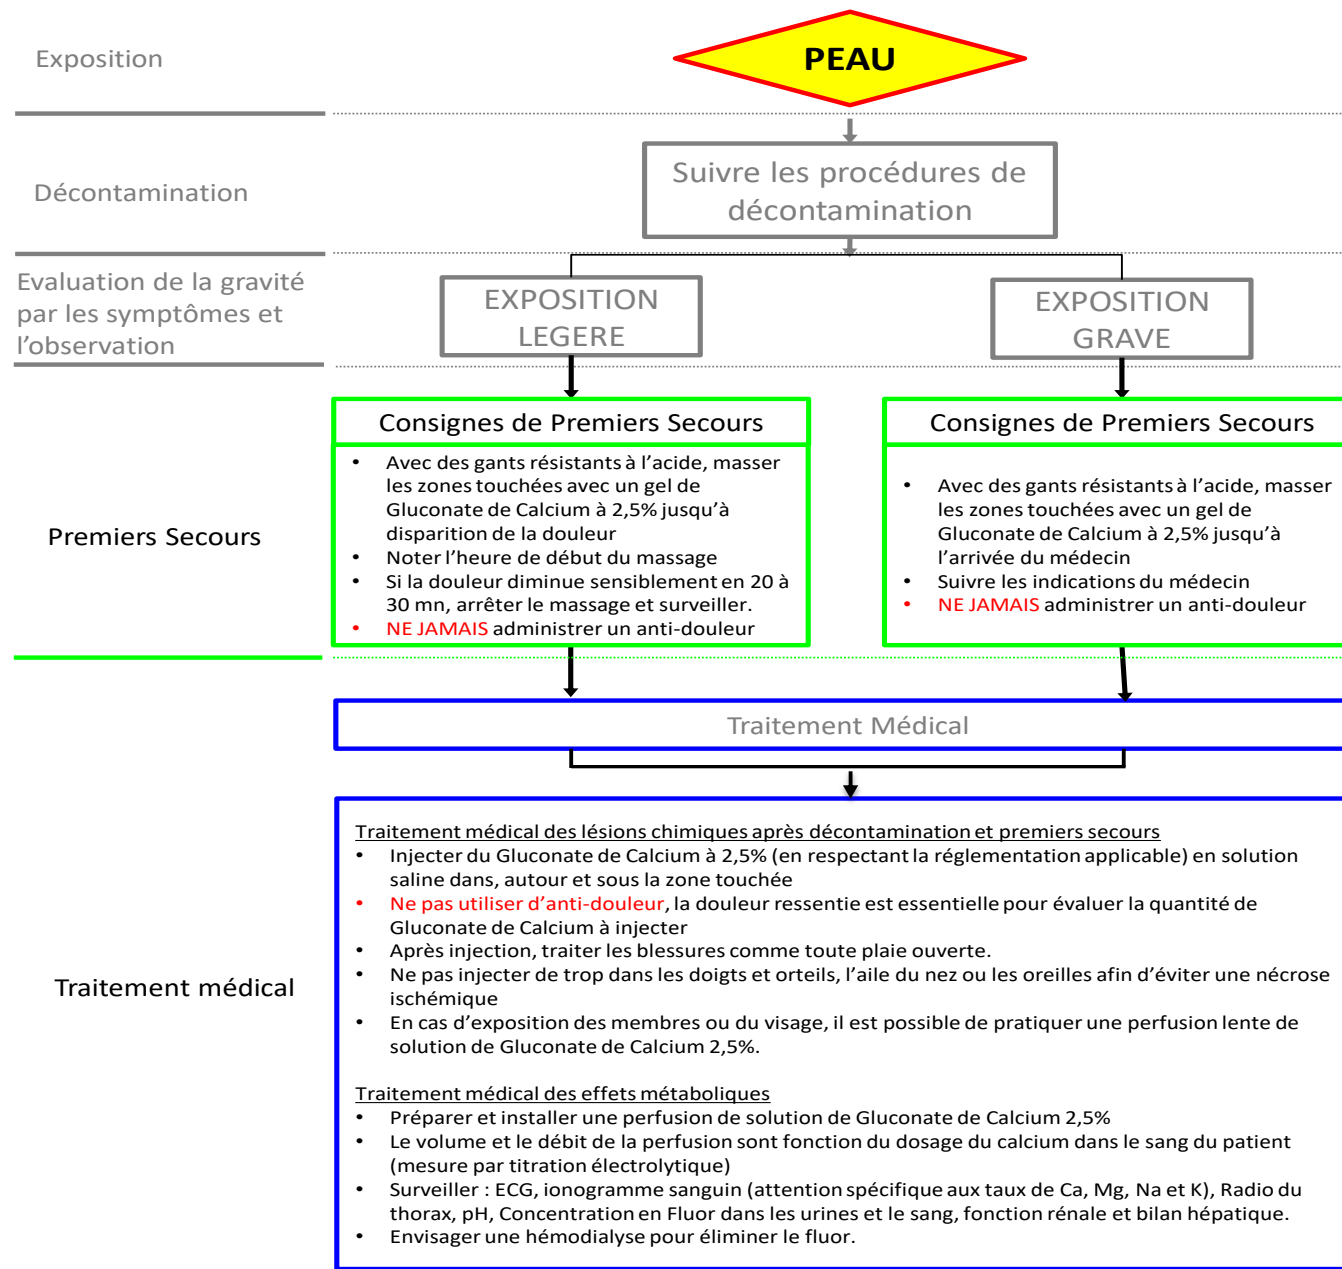 Exposition
PEAU
Décontamination
Suivre les procédures de
décontamination
Evaluation de la gravité
par les symptômes et
l’observation
EXPOSITION
LEGERE
EXPOSITION
GRAVE
Premiers Secours
Consignes de Premiers Secours
• Avec des gants résistants à l’acide, masser
les zones touchées avec un gel de
Gluconate de Calcium à 2,5% jusqu’à
disparition de la douleur
• Noter l’heure de début du massage
• Si la douleur diminue sensiblement en 20 à
30 mn, arrêter le massage et surveiller.
• NE JAMAIS administrer un anti-douleur
Consignes de Premiers Secours
• Avec des gants résistants à l’acide, masser
les zones touchées avec un gel de
Gluconate de Calcium à 2,5% jusqu’à
l’arrivée du médecin
• Suivre les indications du médecin
• NE JAMAIS administrer un anti-douleur
Traitement Médical
Traitement médical
Traitement médical des lésions chimiques après décontamination et premiers secours
• Injecter du Gluconate de Calcium à 2,5% (en respectant la réglementation applicable) en solution
saline dans, autour et sous la zone touchée
• Ne pas utiliser d’anti-douleur, la douleur ressentie est essentielle pour évaluer la quantité de
Gluconate de Calcium à injecter
• Après injection, traiter les blessures comme toute plaie ouverte.
• Ne pas injecter de trop dans les doigts et orteils, l’aile du nez ou les oreilles afin d’éviter une nécrose
ischémique
• En cas d’exposition des membres ou du visage, il est possible de pratiquer une perfusion lente de
solution de Gluconate de Calcium 2,5%.
Traitement médical des effets métaboliques
• Préparer et installer une perfusion de solution de Gluconate de Calcium 2,5%
• Le volume et le débit de la perfusion sont fonction du dosage du calcium dans le sang du patient
(mesure par titration électrolytique)
• Surveiller : ECG, ionogramme sanguin (attention spécifique aux taux de Ca, Mg, Na et K), Radio du
thorax, pH, Concentration en Fluor dans les urines et le sang, fonction rénale et bilan hépatique.
• Envisager une hémodialyse pour éliminer le fluor.